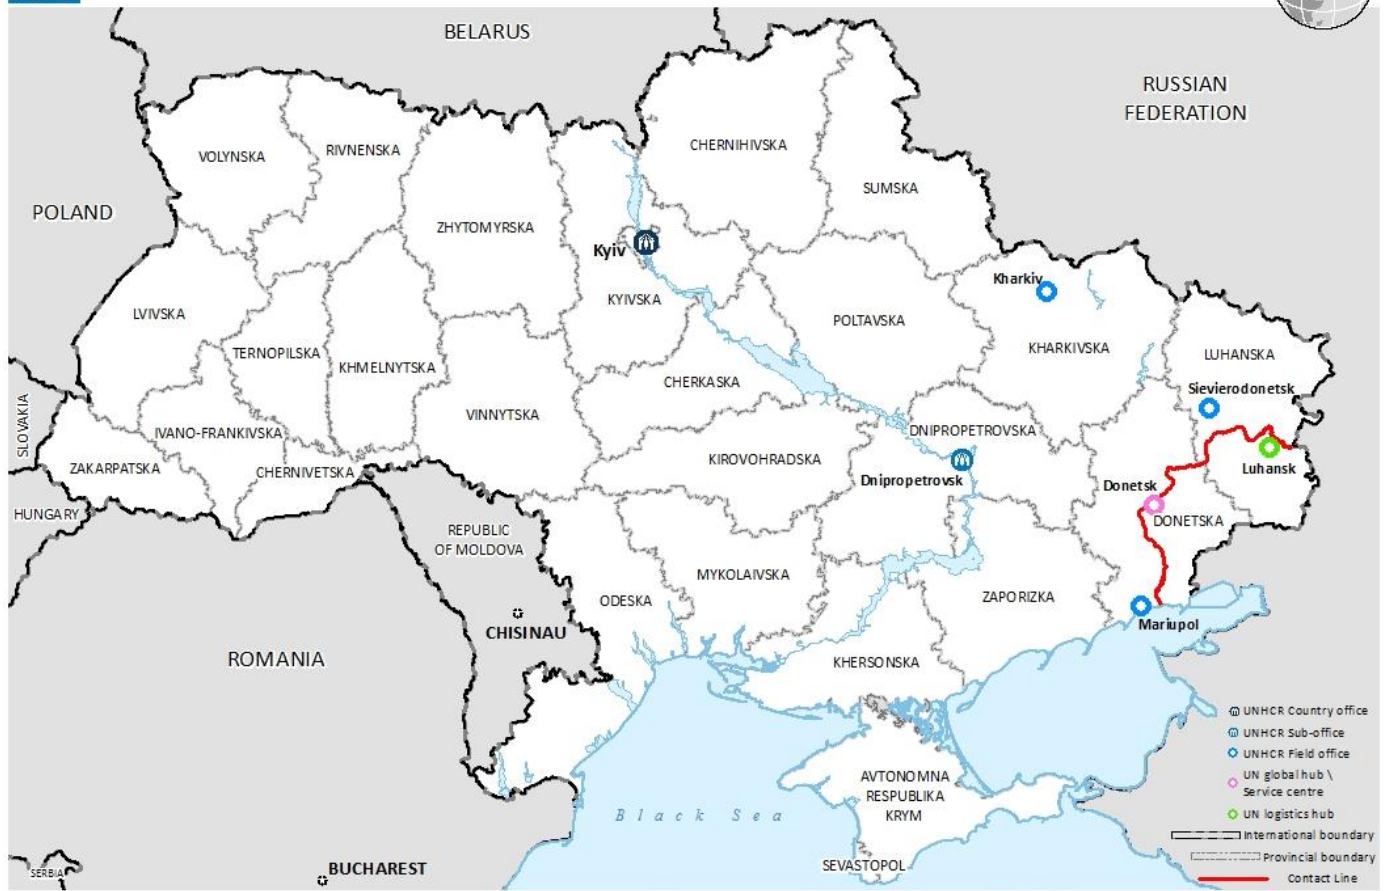 BELARUS
RUSSIAN
FEDERATION
VOLYNSKA
RIVNENSKA
CHERNIHIVSKA
SUMSKA
POLAND
ZHYTOMYRSKA
Kyiv
Kharkiv
KYIVSKA
LVIVSKA
POLTAVSKA
KHARKIVSKA
LUHANSKA
TERNOPILSKA
KHMELNYTSKA
CHERKASKA
Sievierodonetsk
VINNYTSKA
SLOVAKIA
IVANO-FRANKIVSKA
DNIPROPETROVSKA
ZAKARPATSKA
CHERNIVETSKA
KIROVOHRADSKA
Dnipropetrovsk
Luhansk
Donetsk
HUNGARY
DONETSKA
REPUBLIC
OF MOLDOVA
MYKOLAIVSKA
ODESKA
ZAPORIZKA
CHISINAU
Mariupol
ROMANIA
KHERSONSKA
UNHCR Country office
UNHCR Sub-office
UNHCR Field office
UN global hub \
Service centre
UN logistics hub
International boundary
Provincial boundary
Contact Line
AVTONOMNA
RESPUBLIKA
KRYM
Black Sea
SEVASTOPOL
BUCHAREST
SERBIA